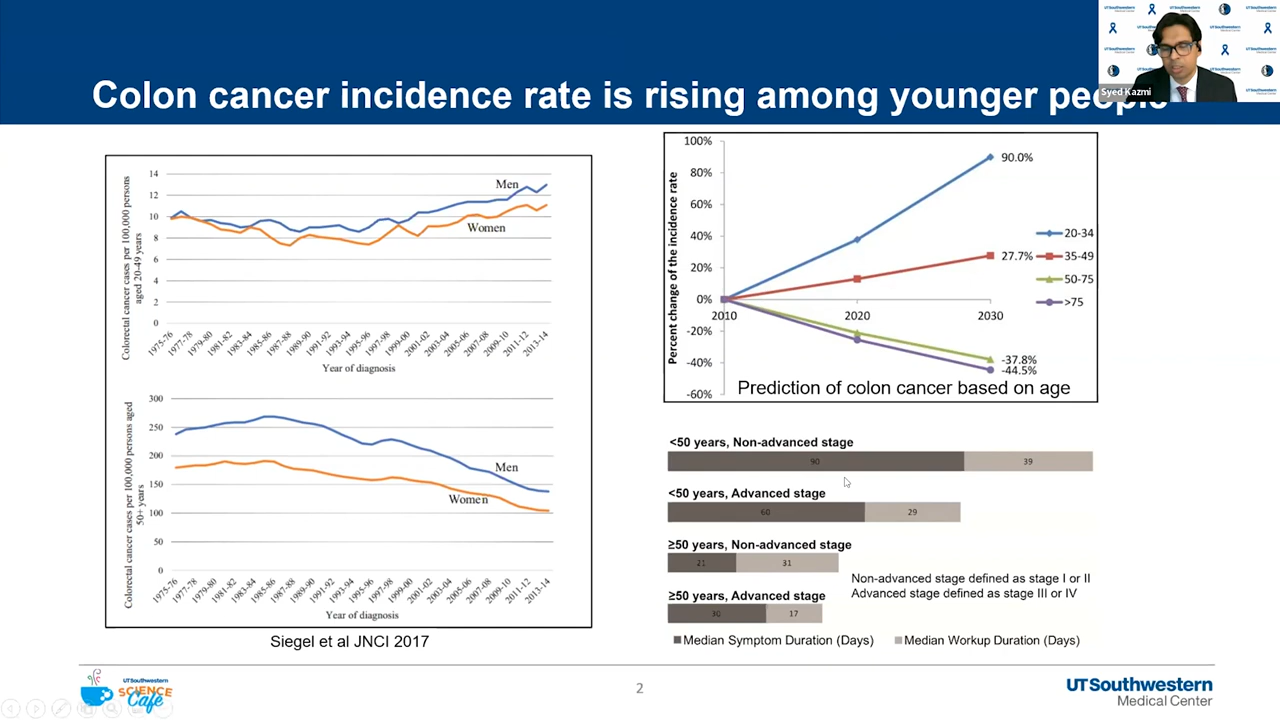 Colon cancer incidence rate is rising among younger people
Syed Kazmi
UTSouthwestern
Medical Center
Colorectal cancer cases per 100,000 persons
aged 20-49 years
14
12
10
8
6
4
2
0
Men
Women
1975-76
1977-78
1979-80
1981-82
1983-84
1985-86
1987-88
1989-90
1991-92
1993-94
1995-96
1997-98
1999-00
2001-02
2003-04
2005-06
2007-08
2009-10
2011-12
2013-14
Year of diagnosis
Colorectal cancer cases per 100,000 persons aged
50+ years
300
250
200
150
100
50
0
Men
Women
1975-76
1977-78
1979-80
1981-82
1983-84
1985-86
1987-88
1989-90
1991-92
1993-94
1995-96
1997-98
1999-00
2001-02
2003-04
2005-06
2007-08
2009-10
2011-12
2013-14
Year of diagnosis
Siegel et al JNCI 2017
Percent change of the incidence rate
100%
80%
60%
40%
20%
0%
-20%
-40%
-60%
2010
2020
2030
90.0%
27.7%
-37.8%
-44.5%
20-34
35-49
50-75
>75
Prediction of colon cancer based on age
<50 years, Non-advanced stage
90 39
<50 years, Advanced stage
60 29
≥50 years, Non-advanced stage
21 31
≥50 years, Advanced stage
30 17
Non-advanced stage defined as stage I or II
Advanced stage defined as stage III or IV
Median Symptom Duration (Days) Median Workup Duration (Days)
UTSouthwestern
SCIENCE
Café
2
UTSouthwestern
Medical Center